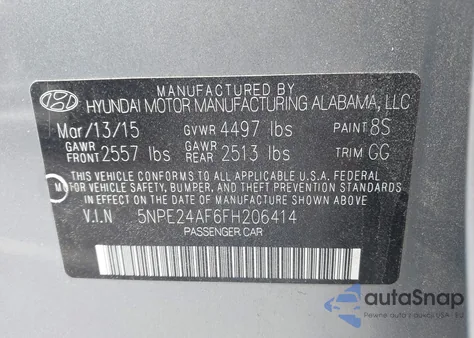 MANUFACTURED BY
HYUNDAI MOTOR MANUFACTURING ALABAMA, LLC
Mar/13/15 GVWR 4497 lbs PAINT 8S
GAWR FRONT 2557 lbs GAWR REAR 2513 lbs TRIM GG
THIS VEHICLE CONFORMS TO ALL APPLICABLE U.S.A. FEDERAL
M MOTOR VEHICLE SAFETY, BUMPER, AND THEFT PREVENTION
STANDARDS IN EFFECT ON THE DATE OF MANUFACTURE SHOWN ABOVE.
V.I.N 5NPE24AF6FH206414
PASSENGER CAR
autoSnap